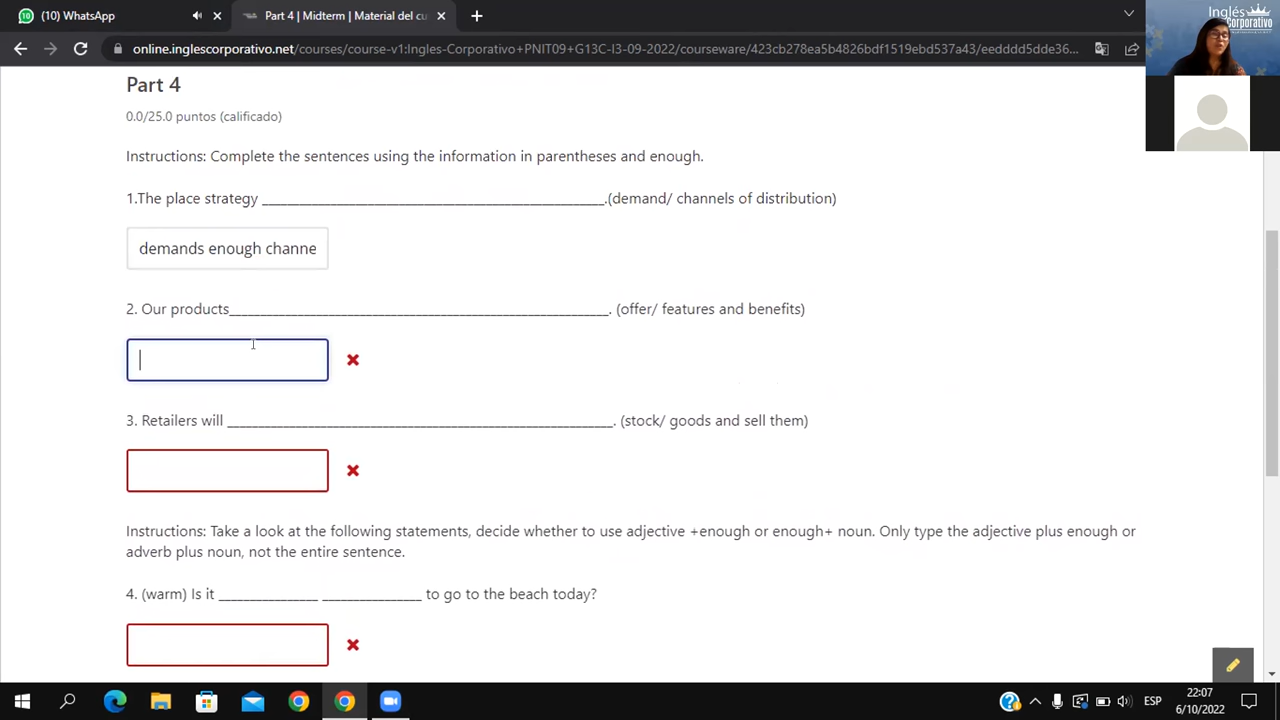 (10) WhatsApp
Part 4 | Midterm | Material del cu
online.inglescorporativo.net/courses/course-v1:Ingles-Corporativo+PNIT09+G13C-I3-09-2022/courseware/423cb278ea5b4826bdf1519ebd537a43/eedddd5dde36...
Inglés
Corporativo
Part 4
0.0/25.0 puntos (calificado)
Instructions: Complete the sentences using the information in parentheses and enough.
1.The place strategy ______________________________________________.(demand/ channels of distribution)
demands enough channe
2. Our products___________________________________________________. (offer/ features and benefits)
3. Retailers will ____________________________________________________. (stock/ goods and sell them)
Instructions: Take a look at the following statements, decide whether to use adjective +enough or enough+ noun. Only type the adjective plus enough or
adverb plus noun, not the entire sentence.
4. (warm) Is it ______________ ______________ to go to the beach today?
ESP
22:07
6/10/2022